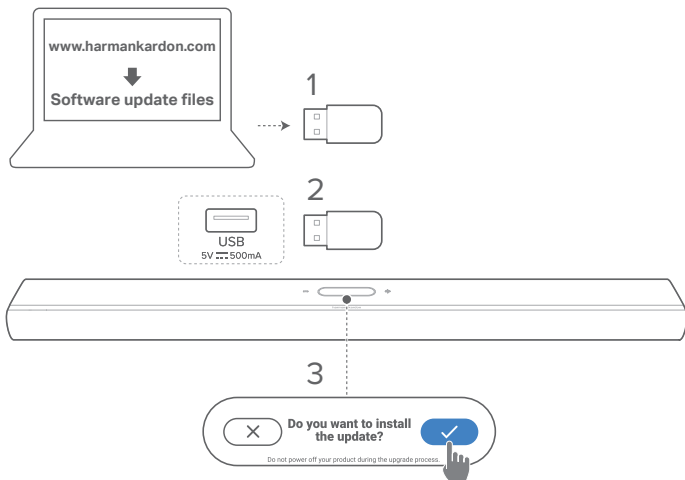 www.harmankardon.com
Software update files
1
2
USB
5V ⎓ 500mA
3
Do you want to install
the update?
Do not power off your product during the upgrade process.